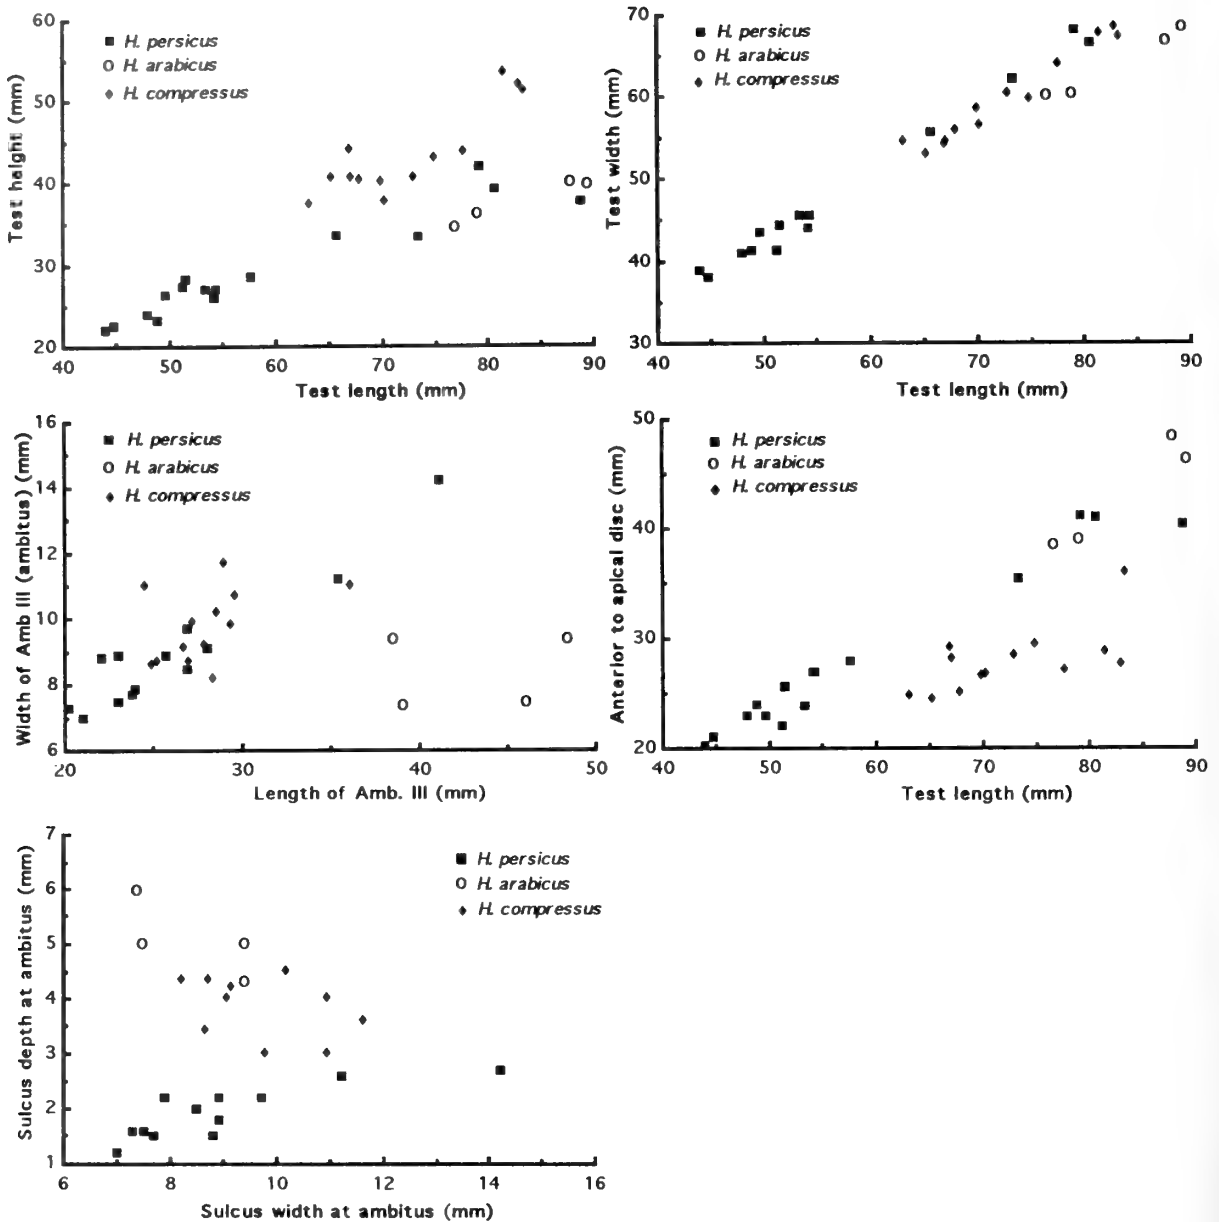 60
50
40
30
20
Test height (mm)
H. persicus
H. arabicus
H. compressus
40 50 60 70 80 90
Test length (mm)
70
60
50
40
30
Test width (mm)
H. persicus
H. arabicus
H. compressus
40 50 60 70 80 90
Test length (mm)
16
14
12
10
8
6
Width of Amb III (ambitus) (mm)
H. persicus
H. arabicus
H. compressus
20 30 40 50
Length of Amb. III (mm)
50
40
30
20
Anterior to apical disc (mm)
H. persicus
H. arabicus
H. compressus
40 50 60 70 80 90
Test length (mm)
7
6
5
4
3
2
1
Sulcus depth at ambitus (mm)
H. persicus
H. arabicus
H. compressus
6 8 10 12 14 16
Sulcus width at ambitus (mm)